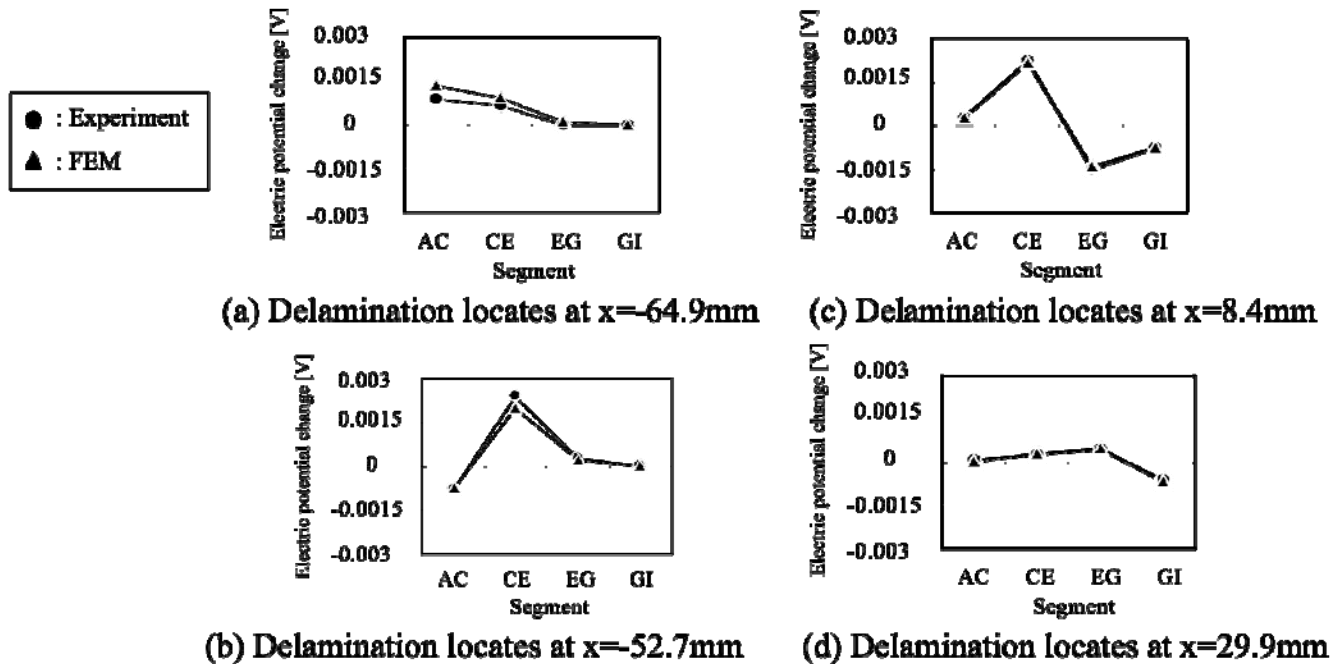 ● : Experiment
▲ : FEM
Electric potential change [V]
0.003
0.0015
0
-0.0015
-0.003
AC CE EG GI
Segment
(a) Delamination locates at x=-64.9mm
Electric potential change [V]
0.003
0.0015
0
-0.0015
-0.003
AC CE EG GI
Segment
(b) Delamination locates at x=-52.7mm
Electric potential change [V]
0.003
0.0015
0
-0.0015
-0.003
AC CE EG GI
Segment
(c) Delamination locates at x=8.4mm
Electric potential change [V]
0.003
0.0015
0
-0.0015
-0.003
AC CE EG GI
Segment
(d) Delamination locates at x=29.9mm